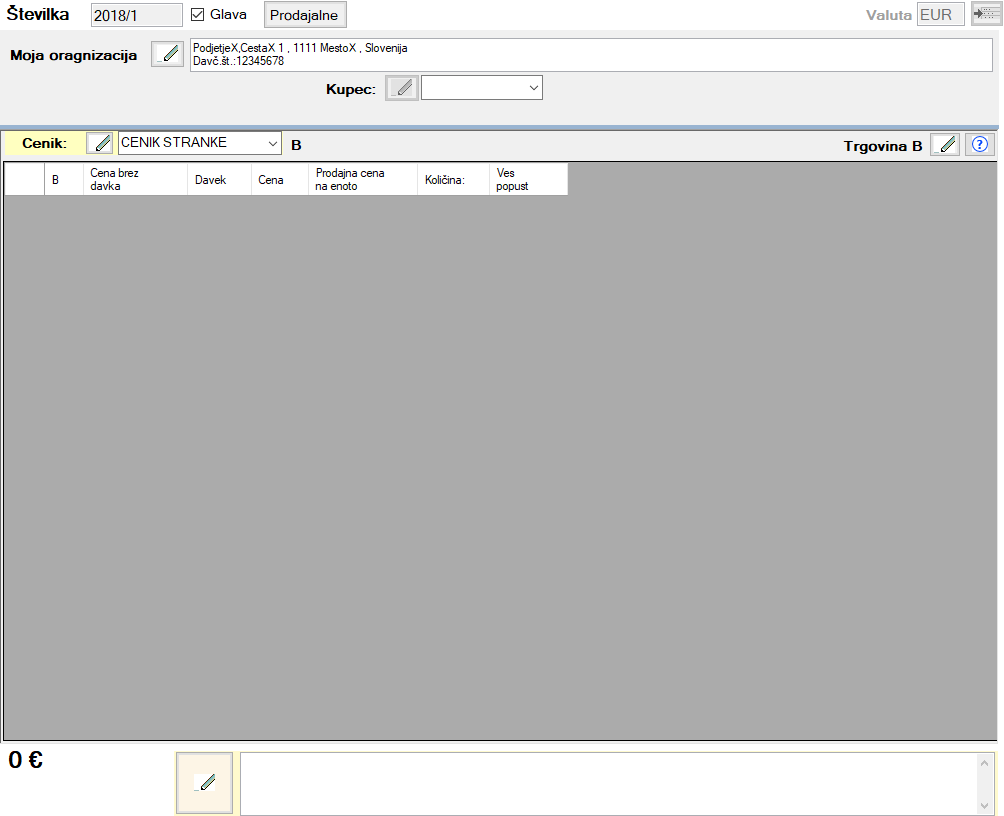 Številka 2018/1 Glava Prodajalne Valuta EUR
Moja oragnizacija PodjetjeX,CestaX 1 , 1111 MestoX , Slovenija
Davč.št.:12345678
Kupec:
Cenik: CENIK STRANKE B Trgovina B ?
B Cena brez davka Davek Cena Prodajna cena na enoto Količina: Ves popust
0 €